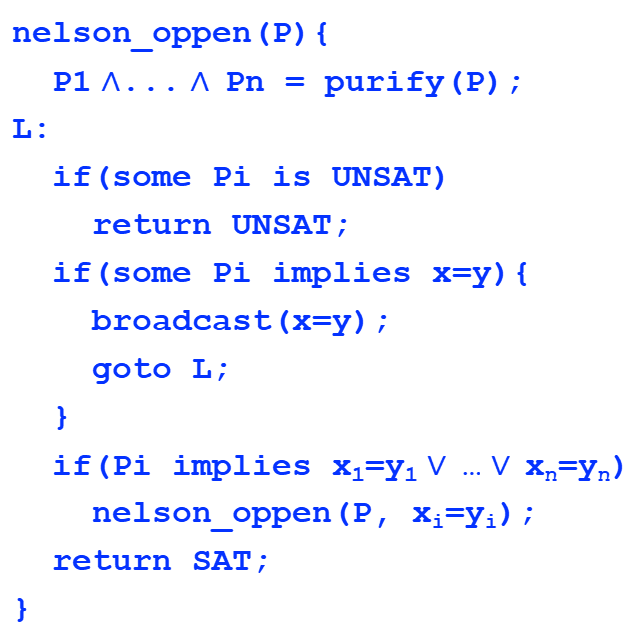 nelson_oppen(P){
P1 ∧... ∧ Pn = purify(P);
L:
if(some Pi is UNSAT)
return UNSAT;
if(some Pi implies x=y){
broadcast(x=y);
goto L;
}
if(Pi implies x₁=y₁ ∨ … ∨ xₙ=yₙ)
nelson_oppen(P, xᵢ=yᵢ);
return SAT;
}